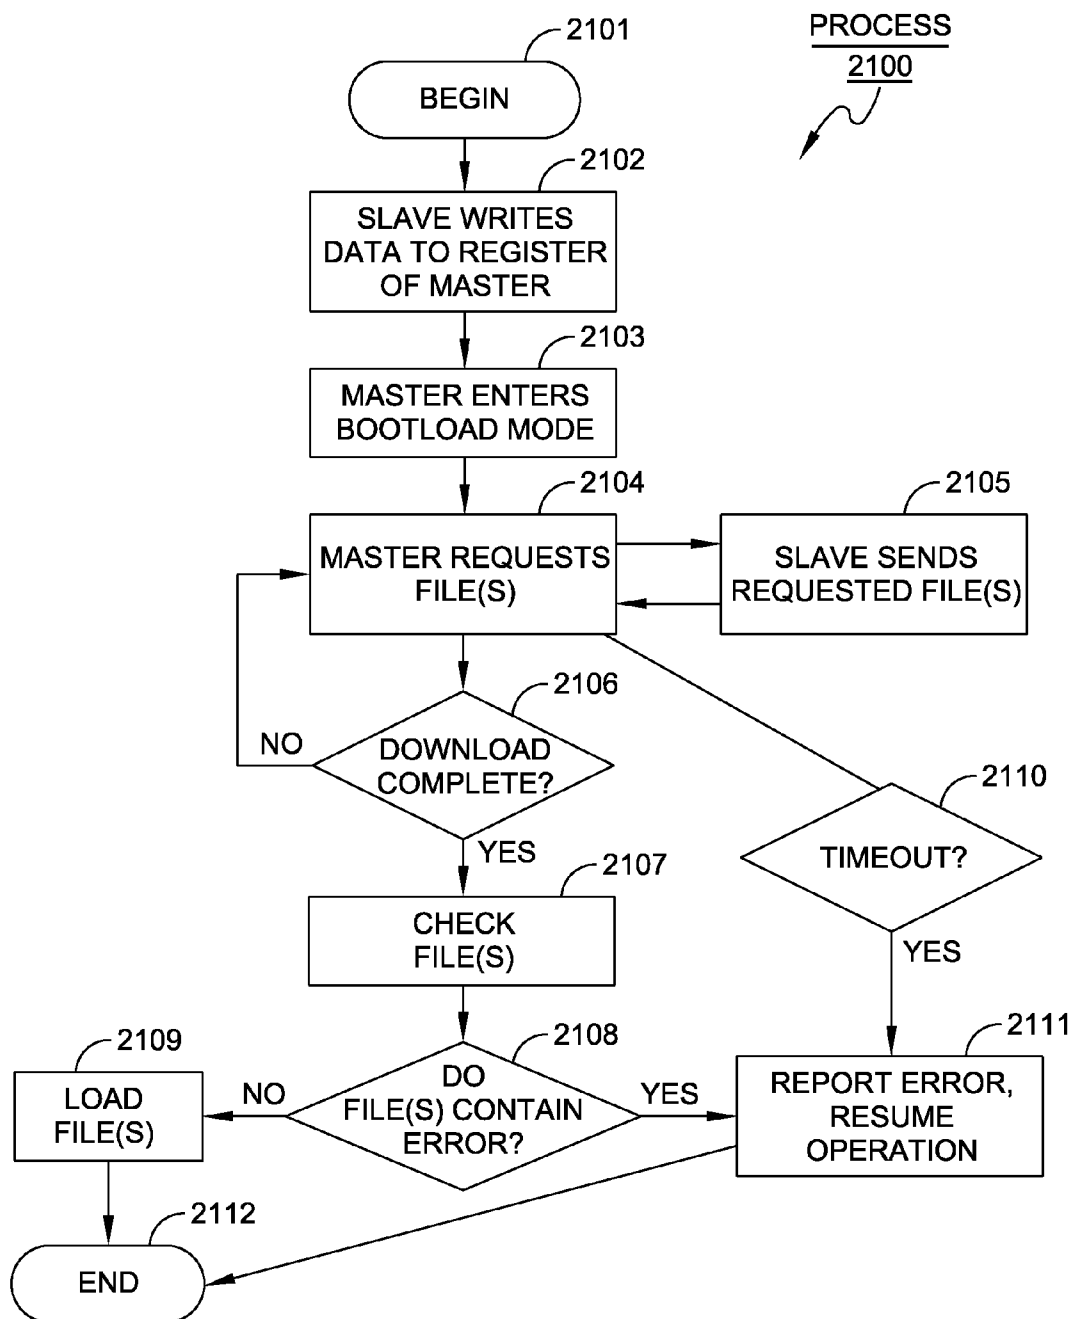 PROCESS
2100
2101
BEGIN
2102
SLAVE WRITES
DATA TO REGISTER
OF MASTER
2103
MASTER ENTERS
BOOTLOAD MODE
2104
MASTER REQUESTS
FILE(S)
2105
SLAVE SENDS
REQUESTED FILE(S)
2106
DOWNLOAD
COMPLETE?
NO
YES
2110
TIMEOUT?
YES
2107
CHECK
FILE(S)
2108
DO
FILE(S) CONTAIN
ERROR?
NO
YES
2109
LOAD
FILE(S)
2111
REPORT ERROR,
RESUME
OPERATION
2112
END